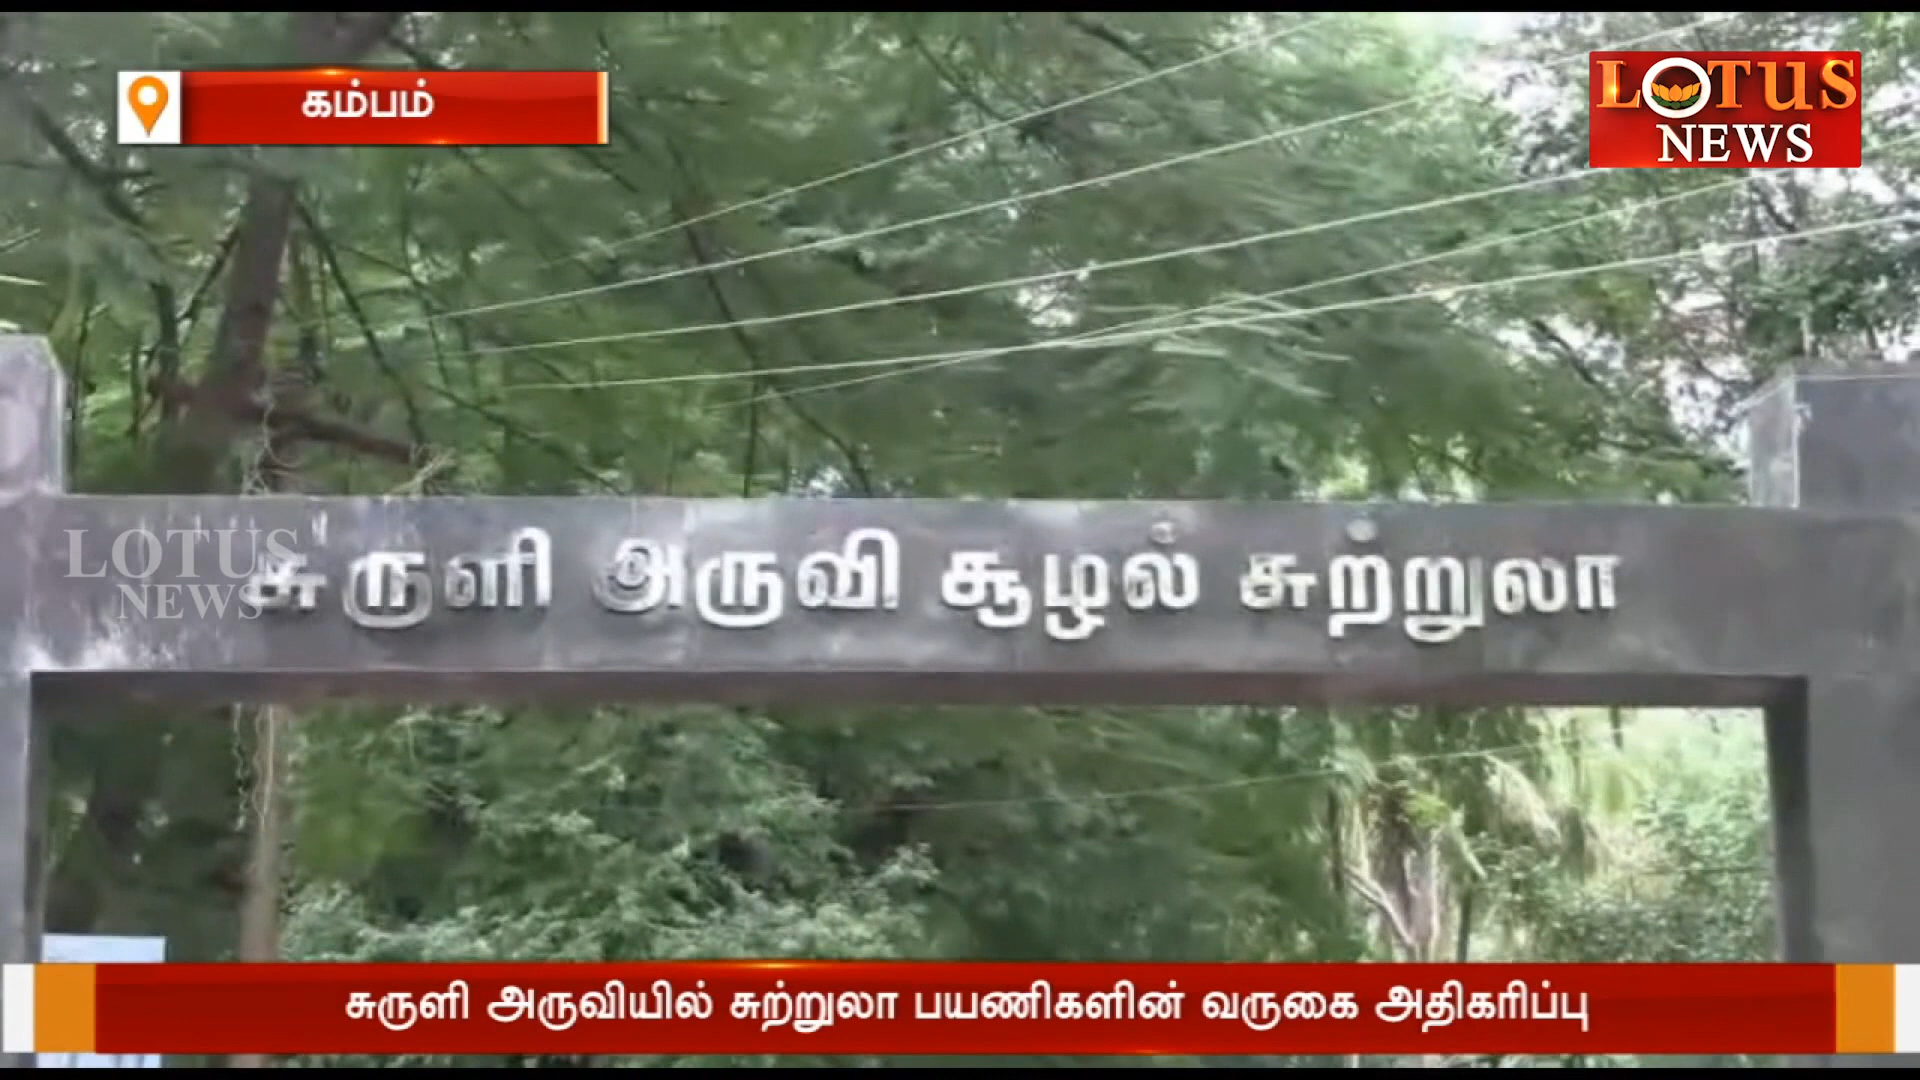 கம்பம்
LOTUS
NEWS
LOTUS
NEWS
சுருளி அருவி சூழல் சுற்றுலா
சுருளி அருவியில் சுற்றுலா பயணிகளின் வருகை அதிகரிப்பு